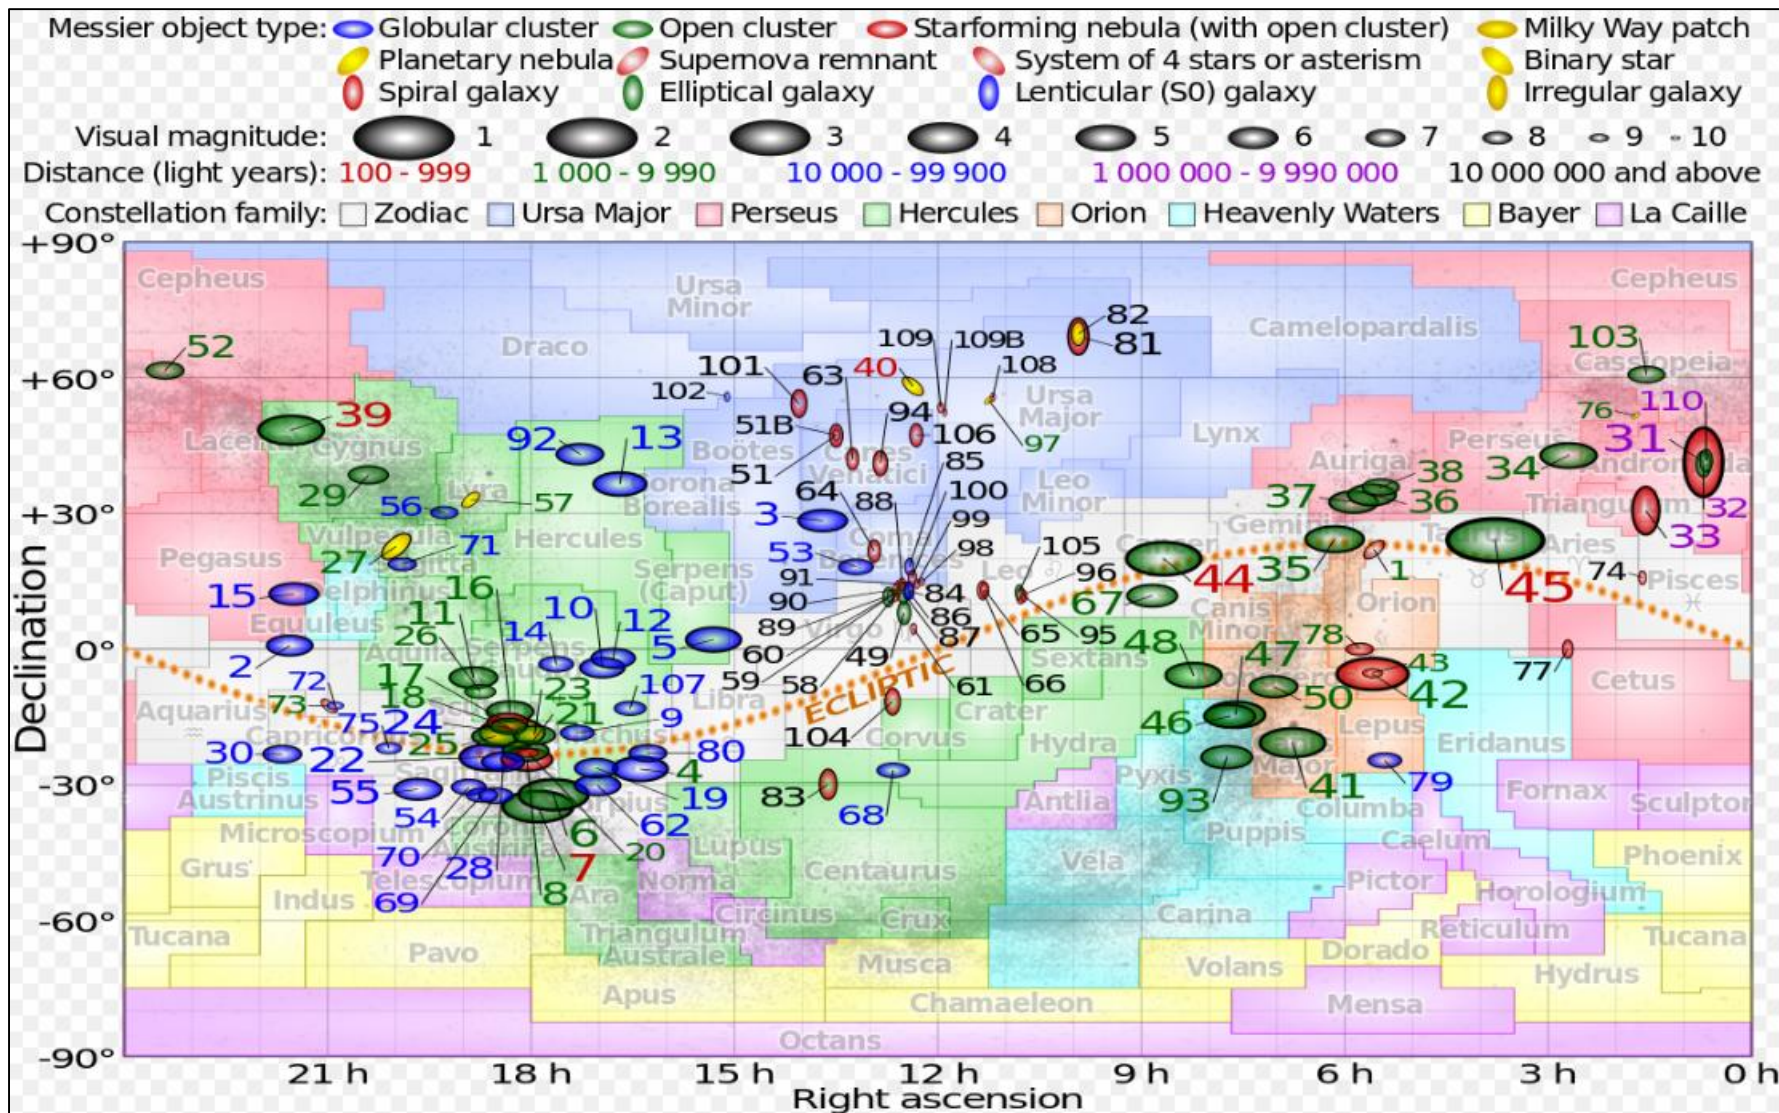 Messier object type: Globular cluster Open cluster Starforming nebula (with open cluster) Milky Way patch
Planetary nebula Supernova remnant System of 4 stars or asterism Binary star
Spiral galaxy Elliptical galaxy Lenticular (S0) galaxy Irregular galaxy
Visual magnitude: 1 2 3 4 5 6 7 8 9 10
Distance (light years): 100 - 999 1 000 - 9 990 10 000 - 99 900 1 000 000 - 9 990 000 10 000 000 and above
Constellation family: Zodiac Ursa Major Perseus Hercules Orion Heavenly Waters Bayer La Caille
+90°
Cepheus
Ursa
Minor
Cepheus
82
81
Camelopardalis
109
109B
103
52
Draco
101
63
40
108
Cassiopeia
+60°
102
Ursa
Major
76
110
39
94
97
Lacerta
Cygnus
92
13
51B
Boötes
106
Canes
Venatici
Lynx
Perseus
31
51
85
Auriga
38
34
Andromeda
29
Lyra
57
Corona
Borealis
64
88
100
Leo
Minor
37
36
Triangulum
32
56
+30°
3
99
Gemini
Taurus
33
Vulpecula
Hercules
Coma
Berenices
98
105
Cancer
Aries
27
71
Sagitta
53
Pegasus
Serpens
(Caput)
91
Leo
96
44
35
1
45
74
Pisces
15
Delphinus
16
90
84
67
Canis
Minor
Orion
Equuleus
11
10
12
89
Virgo
86
65
95
78
26
14
5
60
87
48
47
0°
2
Aquila
Serpens
49
Sextans
43
77
17
59
58
61
66
72
18
23
107
Libra
ECLIPTIC
50
42
Cetus
Aquarius
73
Crater
46
75
24
21
9
104
Corvus
Lepus
Capricornus
25
Hydra
Eridanus
30
22
80
Piscis
Austrinus
4
Pyxis
79
-30°
55
83
68
Antlia
93
41
Columba
Fornax
Sculptor
54
19
Microscopium
6
62
Puppis
Caelum
Corona
Austrina
20
Lupus
Phoenix
70
Grus
28
7
Telescopium
Norma
Centaurus
Vela
Pictor
Horologium
Indus
69
8
Ara
Circinus
Crux
Carina
-60°
Tucana
Triangulum
Australe
Reticulum
Tucana
Pavo
Musca
Volans
Dorado
Hydrus
Apus
Chamaeleon
Mensa
Octans
-90°
Declination
21 h 18 h 15 h 12 h 9 h 6 h 3 h 0 h
Right ascension